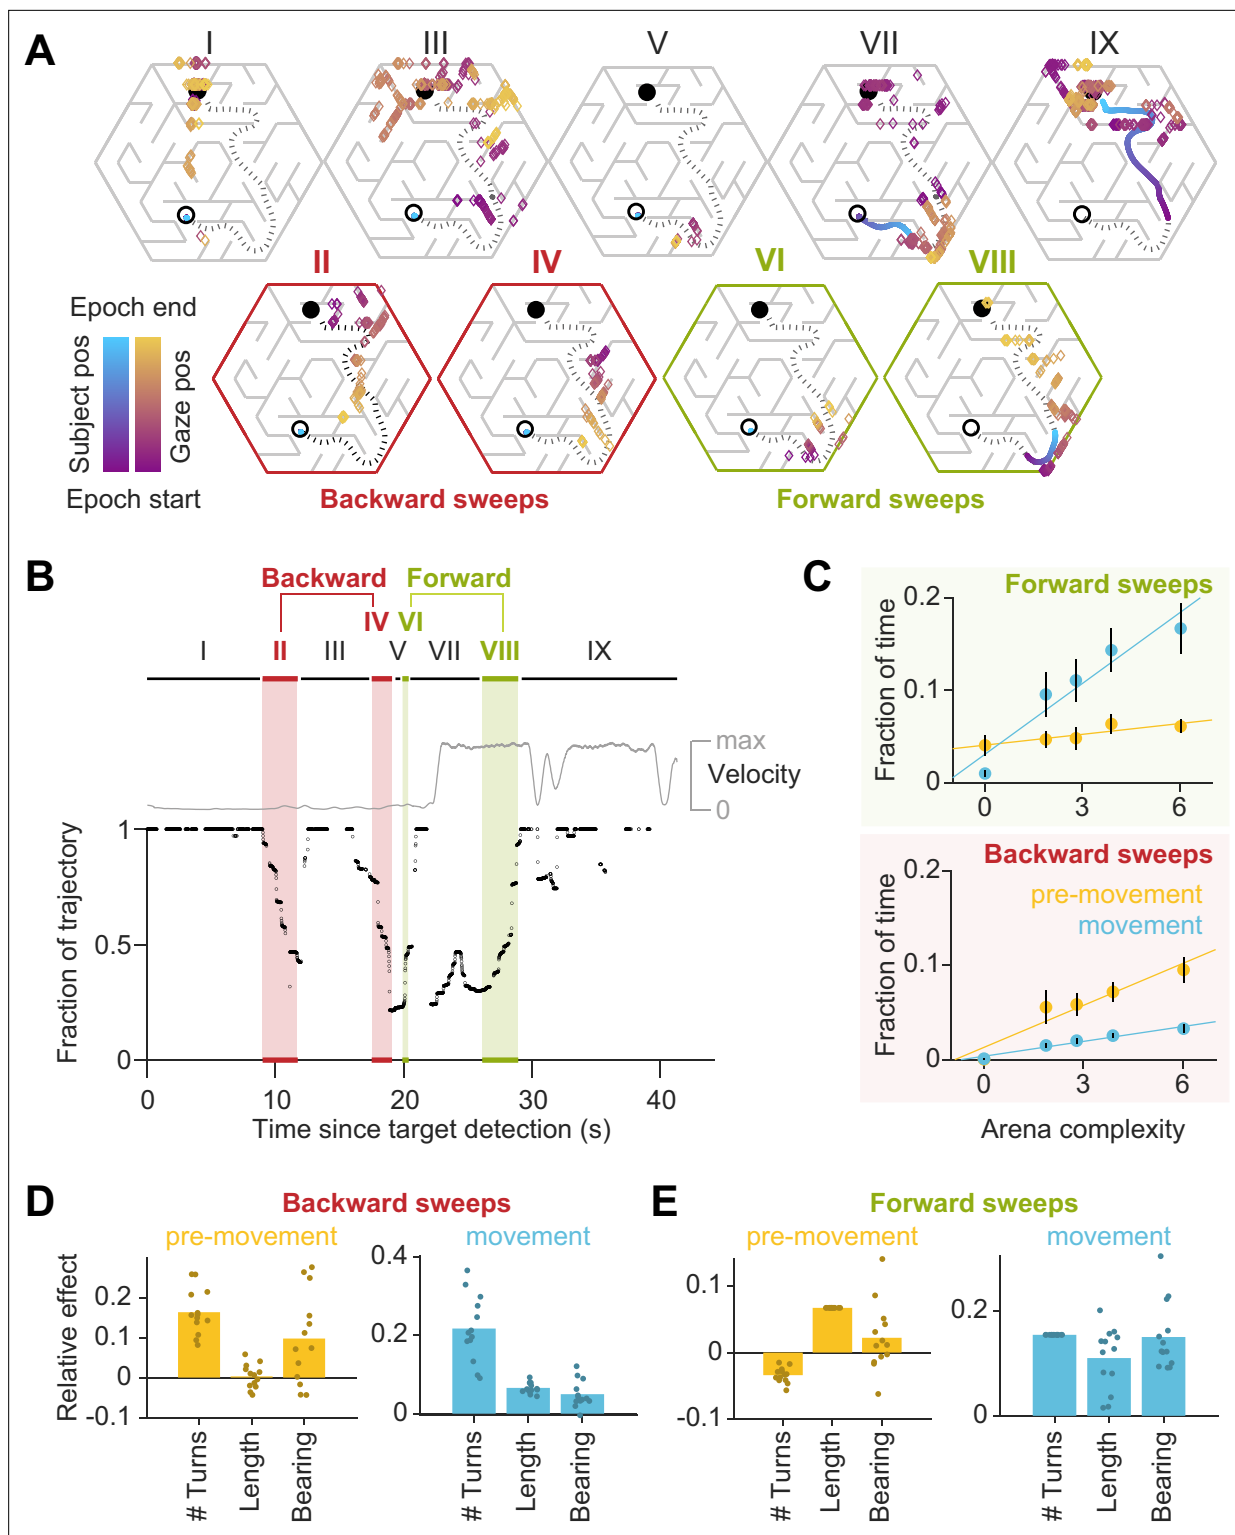 A
I
III
V
VII
IX
II
IV
VI
VIII
Epoch end
Subject pos
Gaze pos
Epoch start
Backward sweeps
Forward sweeps
B
Backward
Forward
IV
VI
I
II
III
V
VII
VIII
IX
max
Velocity
0
Fraction of trajectory
1
0.5
0
0
10
20
30
40
Time since target detection (s)
C
Forward sweeps
Fraction of time
0.2
0.1
0
0
3
6
Backward sweeps
Fraction of time
0.2
pre-movement
movement
0.1
0
0
3
6
Arena complexity
D
Backward sweeps
pre-movement
movement
Relative effect
0.2
0.1
0
-0.1
0.4
0.2
0
# Turns
Length
Bearing
# Turns
Length
Bearing
E
Forward sweeps
pre-movement
movement
0.1
0
-0.1
0.2
0
# Turns
Length
Bearing
# Turns
Length
Bearing